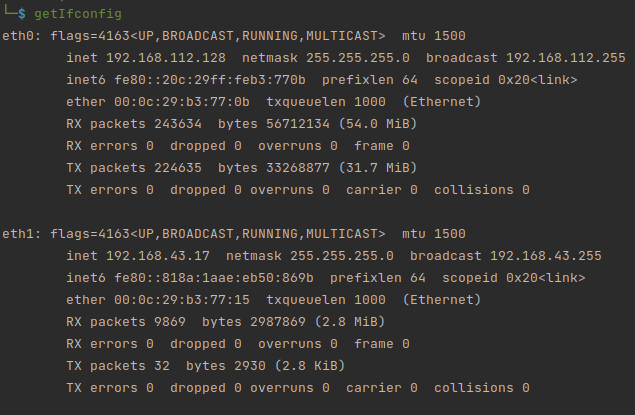 └─$ getIfconfig
eth0: flags=4163<UP,BROADCAST,RUNNING,MULTICAST>  mtu 1500
        inet 192.168.112.128  netmask 255.255.255.0  broadcast 192.168.112.255
        inet6 fe80::20c:29ff:feb3:770b  prefixlen 64  scopeid 0x20<link>
        ether 00:0c:29:b3:77:0b  txqueuelen 1000  (Ethernet)
        RX packets 243634  bytes 56712134 (54.0 MiB)
        RX errors 0  dropped 0  overruns 0  frame 0
        TX packets 224635  bytes 33268877 (31.7 MiB)
        TX errors 0  dropped 0 overruns 0  carrier 0  collisions 0

eth1: flags=4163<UP,BROADCAST,RUNNING,MULTICAST>  mtu 1500
        inet 192.168.43.17  netmask 255.255.255.0  broadcast 192.168.43.255
        inet6 fe80::818a:1aae:eb50:869b  prefixlen 64  scopeid 0x20<link>
        ether 00:0c:29:b3:77:15  txqueuelen 1000  (Ethernet)
        RX packets 9869  bytes 2987869 (2.8 MiB)
        RX errors 0  dropped 0  overruns 0  frame 0
        TX packets 32  bytes 2930 (2.8 KiB)
        TX errors 0  dropped 0 overruns 0  carrier 0  collisions 0